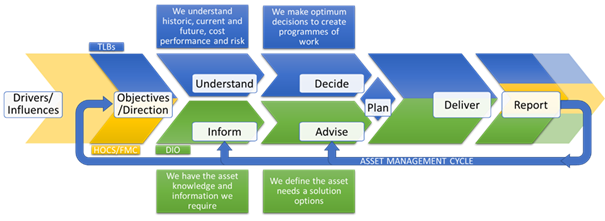 We understand
historic, current and
future, cost
performance and risk
We make optimum
decisions to create
programmes of
work
TLBs
Understand
Decide
Drivers/
Influences
Objectives
/Direction
Plan
Deliver
Report
Inform
Advise
HOCS/FMC
DIO
ASSET MANAGEMENT CYCLE
We have the asset
knowledge and
information we
require
We define the asset
needs a solution
options